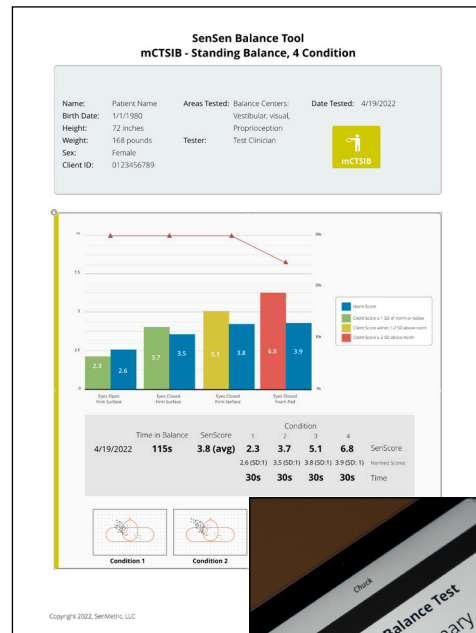 SenSen Balance Tool
mCTSIB - Standing Balance, 4 Condition
Name: Patient Name Areas Tested: Balance Centers: Date Tested: 4/19/2022
Birth Date: 1/1/1980 Vestibular, visual,
Height: 72 inches Proprioception
Weight: 168 pounds Tester: Test Clinician
Sex: Female
Client ID: 0123456789
mCTSIB
10
7.5
5
2.5
0
2.3 2.6 3.7 3.5 5.1 3.8 6.8 3.9
Eyes Open Eyes Closed Eyes Closed Eyes Closed
Firm Surface Firm Surface Firm Surface Foam Pad
Norm Score
Client Score ≤ 1 SD of norm or below
Client Score within 1-2 SD above norm
Client Score ≥ 2 SD above norm
Condition
Time in Balance SenScore 1 2 3 4
4/19/2022 115s 3.8 (avg) 2.3 3.7 5.1 6.8 SenScore
2.6 (SD:1) 3.5 (SD:1) 3.8 (SD:1) 3.9 (SD: 1) Normed Scores
30s 30s 30s 30s Time
Condition 1 Condition 2
Copyright 2022, SenMetric, LLC
Chuck
Balance Test